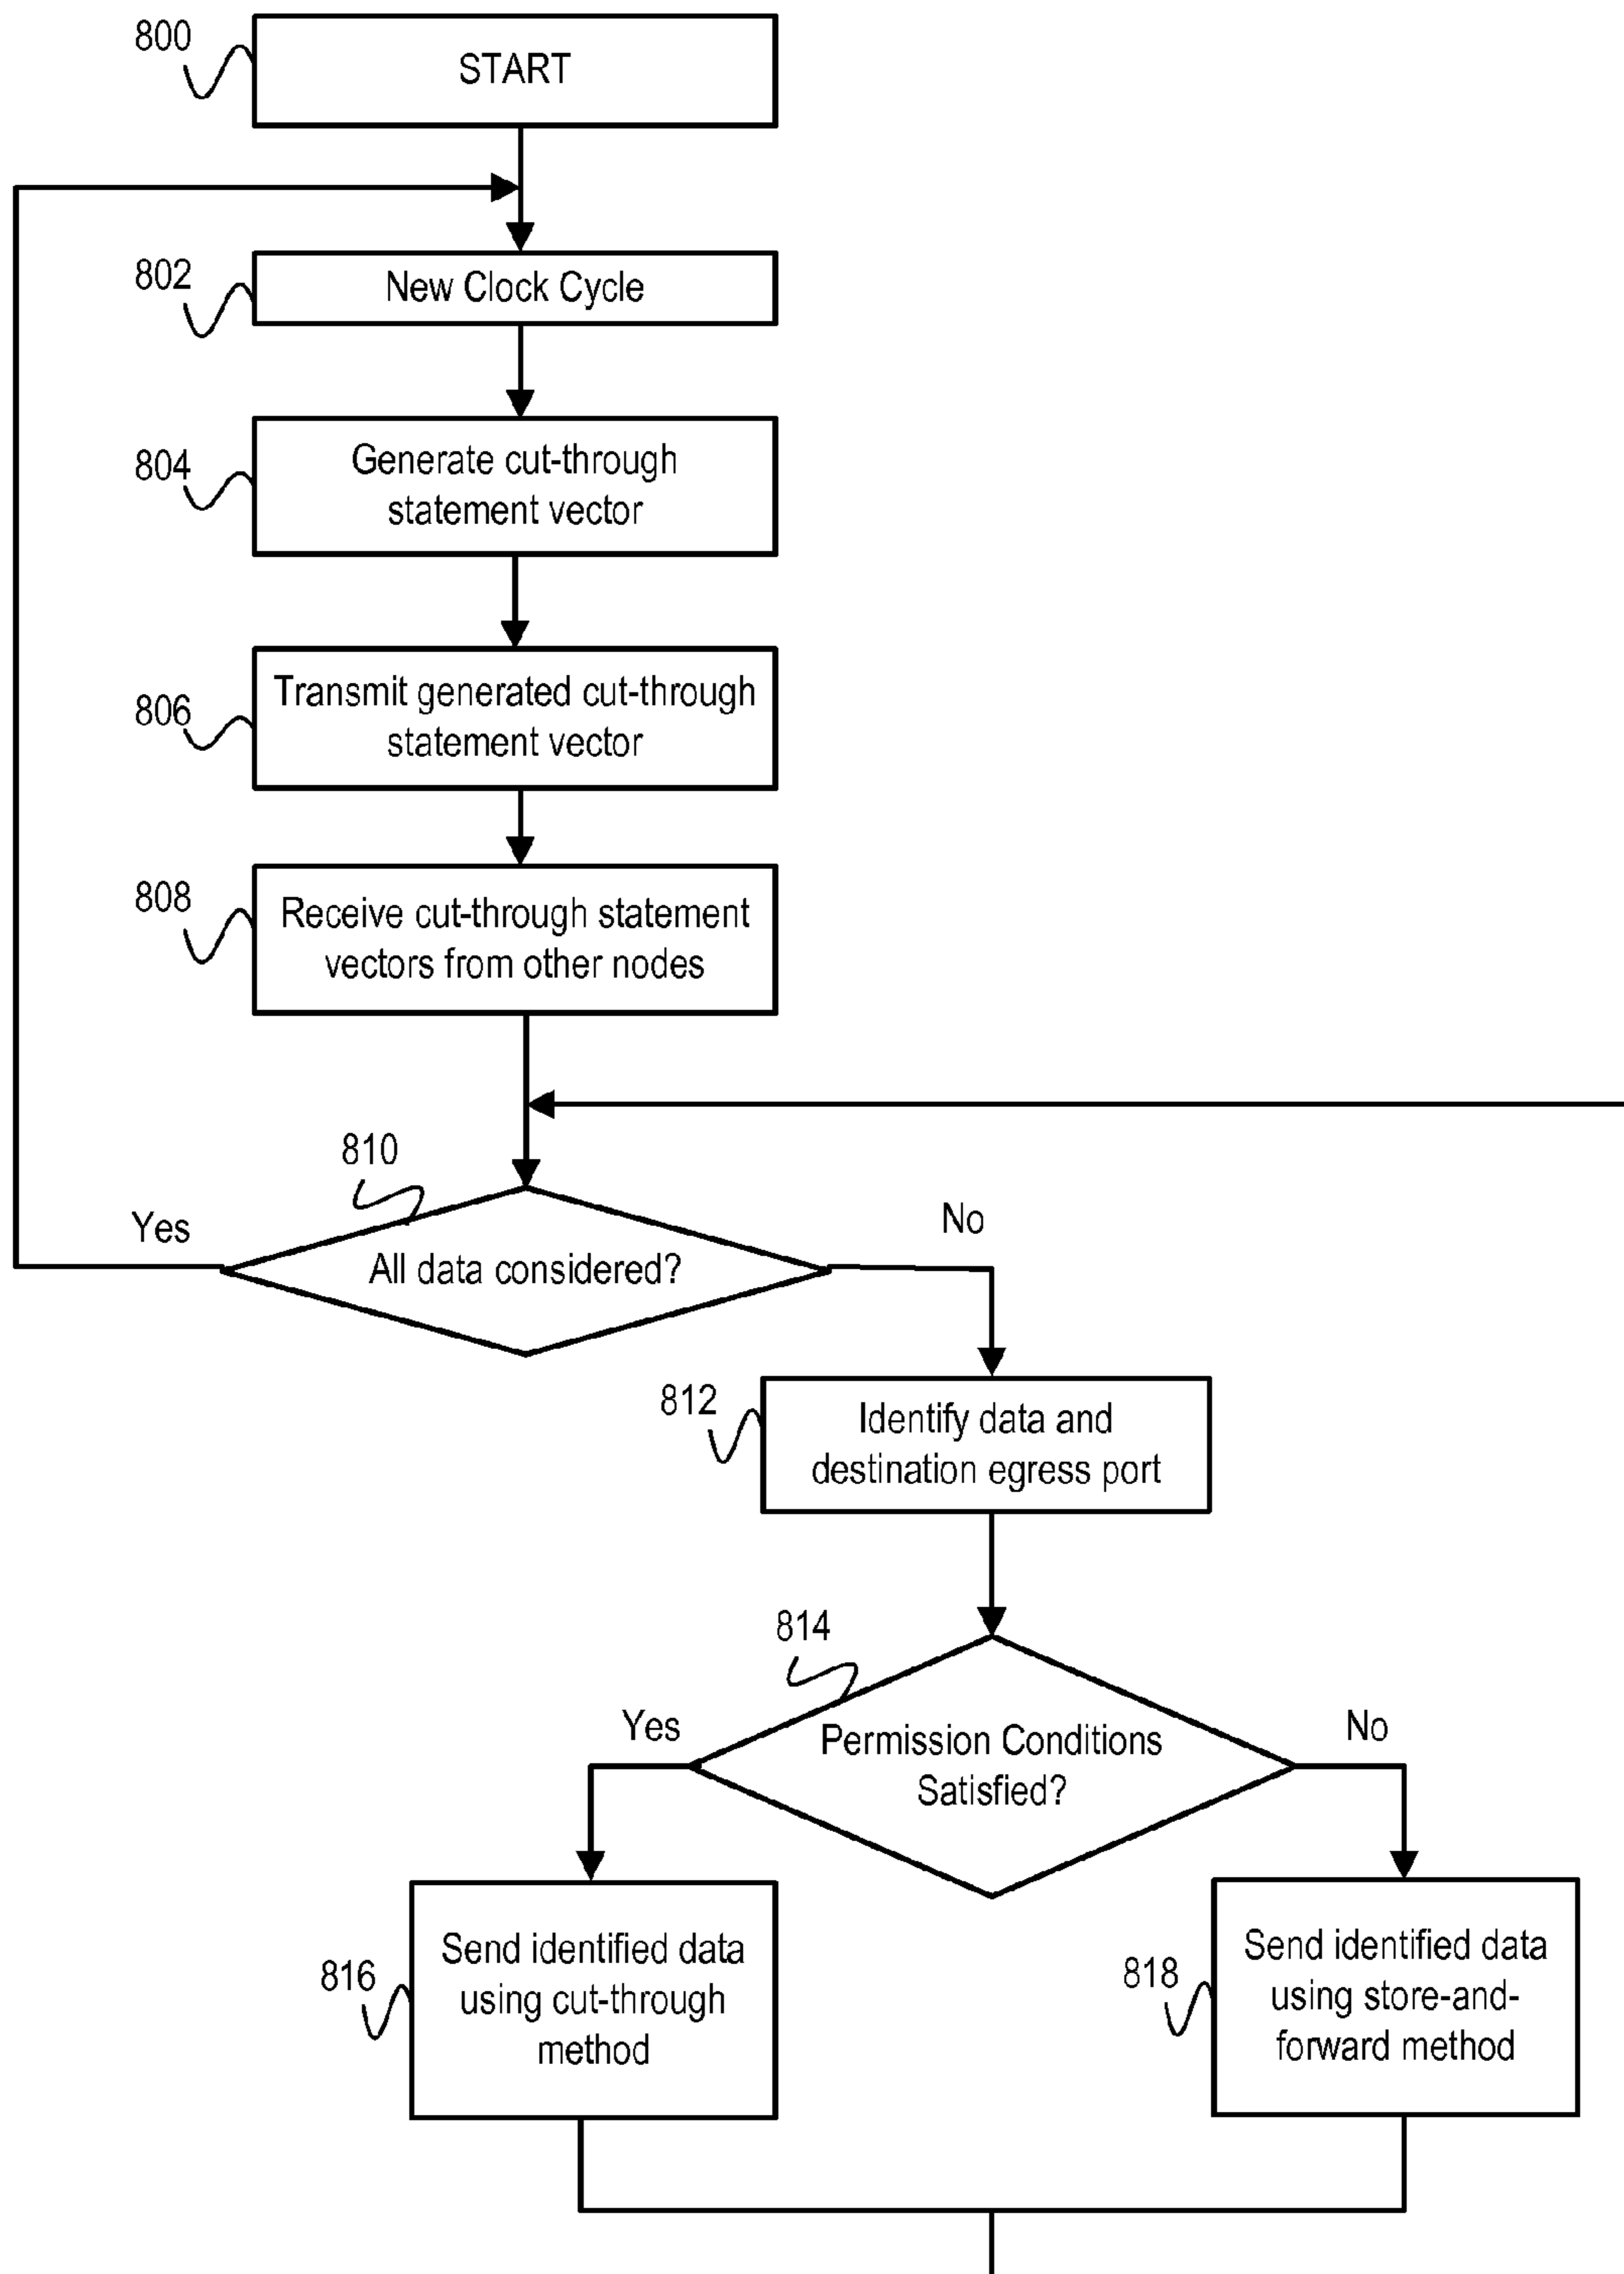 800
START
802
New Clock Cycle
804
Generate cut-through
statement vector
806
Transmit generated cut-through
statement vector
808
Receive cut-through statement
vectors from other nodes
810
Yes
No
All data considered?
812
Identify data and
destination egress port
814
Yes
No
Permission Conditions
Satisfied?
816
Send identified data
using cut-through
method
818
Send identified data
using store-and-
forward method